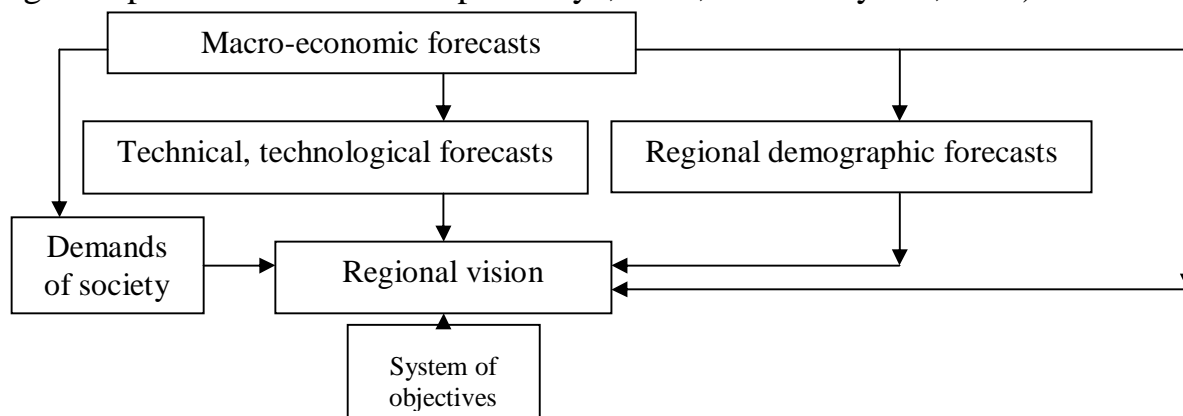 Macro-economic forecasts
Technical, technological forecasts
Regional demographic forecasts
Demands
of society
Regional vision
System of
objectives